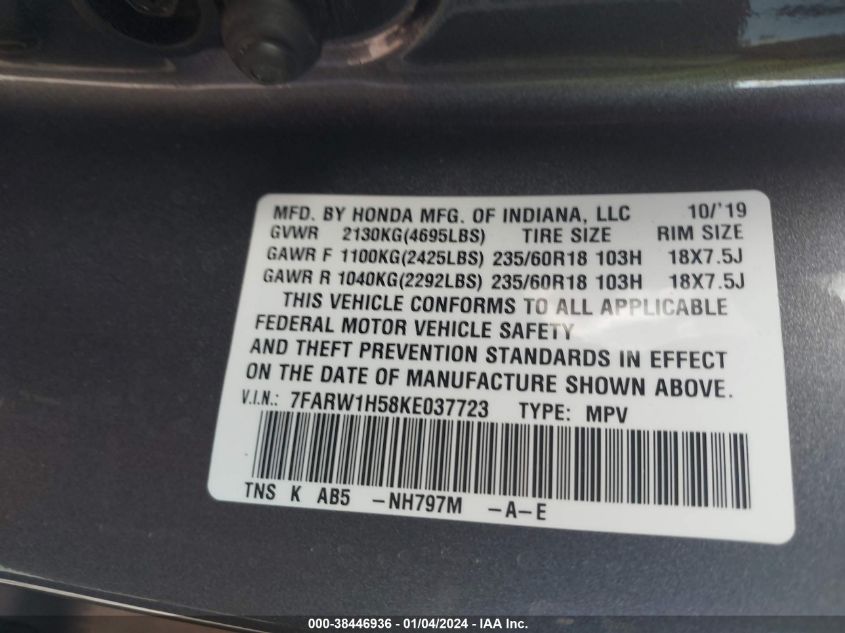 MFD. BY HONDA MFG. OF INDIANA, LLC 10/'19
GVWR 2130KG(4695LBS) TIRE SIZE RIM SIZE
GAWR F 1100KG(2425LBS) 235/60R18 103H 18X7.5J
GAWR R 1040KG(2292LBS) 235/60R18 103H 18X7.5J
THIS VEHICLE CONFORMS TO ALL APPLICABLE
FEDERAL MOTOR VEHICLE SAFETY
AND THEFT PREVENTION STANDARDS IN EFFECT
ON THE DATE OF MANUFACTURE SHOWN ABOVE.
V.I.N.: 7FARW1H58KE037723 TYPE: MPV
TNS K AB5 -NH797M -A-E
000-38446936 - 01/04/2024 - IAA Inc.